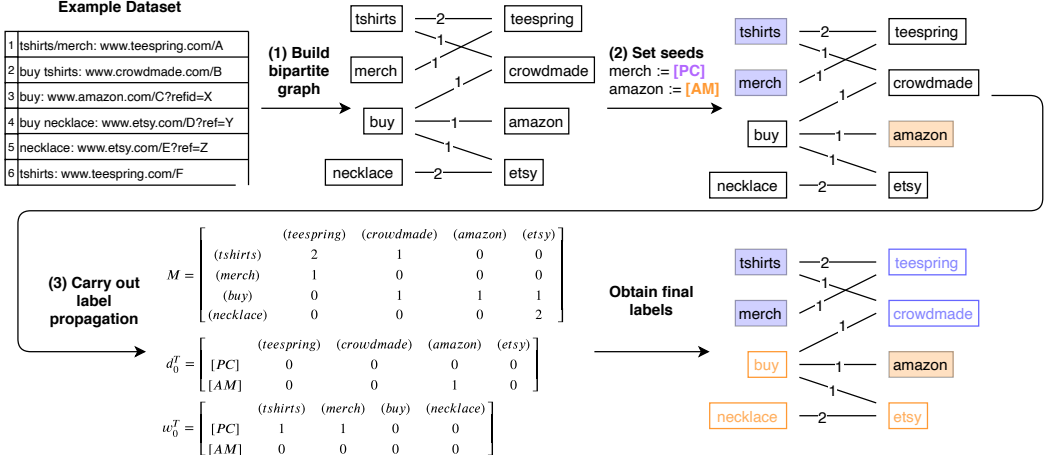 Example Dataset
1 tshirts/merch: www.teespring.com/A
2 buy tshirts: www.crowdmade.com/B
3 buy: www.amazon.com/C?refid=X
4 buy necklace: www.etsy.com/D?ref=Y
5 necklace: www.etsy.com/E?ref=Z
6 tshirts: www.teespring.com/F
(1) Build
bipartite
graph
tshirts 2 teespring
1
merch 1 crowdmade
1
buy 1 amazon
1
necklace 2 etsy
(2) Set seeds
merch := [PC]
amazon := [AM]
tshirts 2 teespring
1
merch 1 crowdmade
1
buy 1 amazon
1
necklace 2 etsy
(3) Carry out
label
propagation
(teespring) (crowdmade) (amazon) (etsy)
(tshirts) 2 1 0 0
M = (merch) 1 0 0 0
(buy) 0 1 1 1
(necklace) 0 0 0 2
(teespring) (crowdmade) (amazon) (etsy)
d₀ᵀ = [PC] 0 0 0 0
[AM] 0 0 1 0
(tshirts) (merch) (buy) (necklace)
w₀ᵀ = [PC] 1 1 0 0
[AM] 0 0 0 0
Obtain final
labels
tshirts 2 teespring
1
merch 1 crowdmade
1
buy 1 amazon
1
necklace 2 etsy